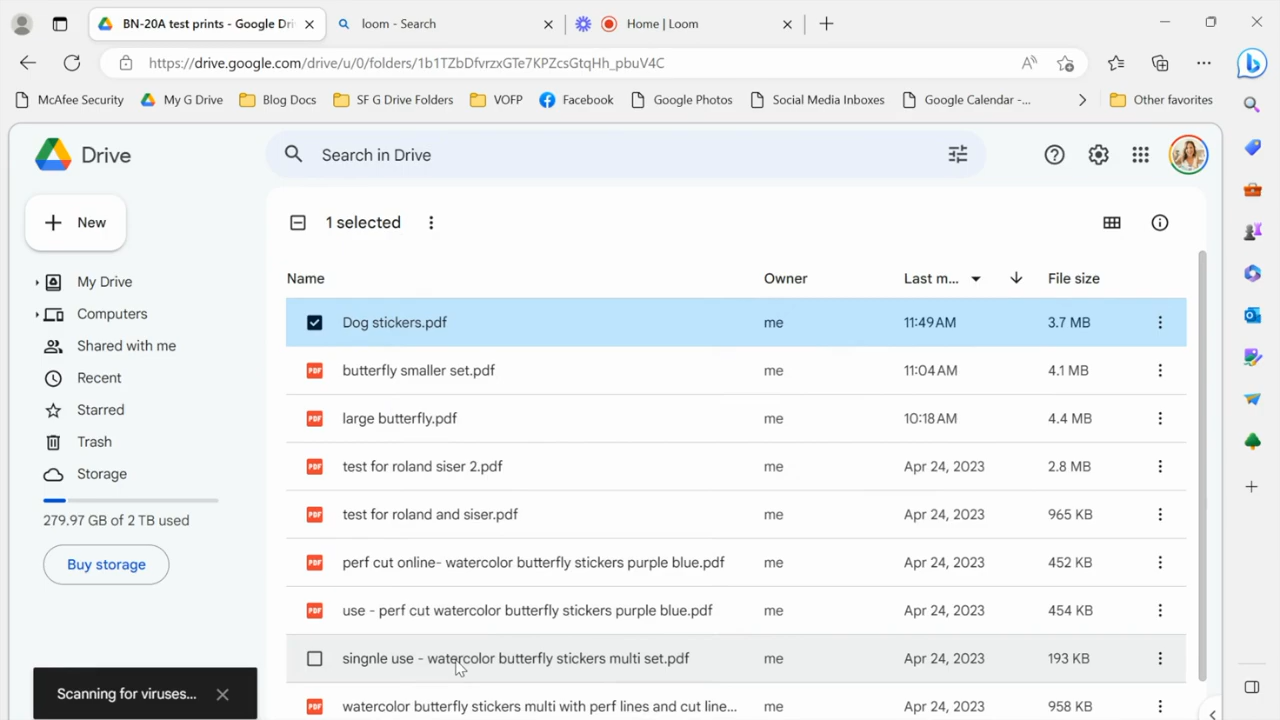 BN-20A test prints - Google Dri
loom - Search
Home | Loom
https://drive.google.com/drive/u/0/folders/1b1TZbDfvrzxGTe7KPZcsGtqHh_pbuV4C
McAfee Security
My G Drive
Blog Docs
SF G Drive Folders
VOFP
Facebook
Google Photos
Social Media Inboxes
Google Calendar -...
Other favorites
Drive
Search in Drive
New
1 selected
My Drive
Computers
Shared with me
Recent
Starred
Trash
Storage
279.97 GB of 2 TB used
Buy storage
Name Owner Last m... File size
Dog stickers.pdf me 11:49 AM 3.7 MB
PDF butterfly smaller set.pdf me 11:04 AM 4.1 MB
PDF large butterfly.pdf me 10:18 AM 4.4 MB
PDF test for roland siser 2.pdf me Apr 24, 2023 2.8 MB
PDF test for roland and siser.pdf me Apr 24, 2023 965 KB
PDF perf cut online- watercolor butterfly stickers purple blue.pdf me Apr 24, 2023 452 KB
PDF use - perf cut watercolor butterfly stickers purple blue.pdf me Apr 24, 2023 454 KB
singnle use - watercolor butterfly stickers multi set.pdf me Apr 24, 2023 193 KB
PDF watercolor butterfly stickers multi with perf lines and cut line... me Apr 24, 2023 958 KB
Scanning for viruses...